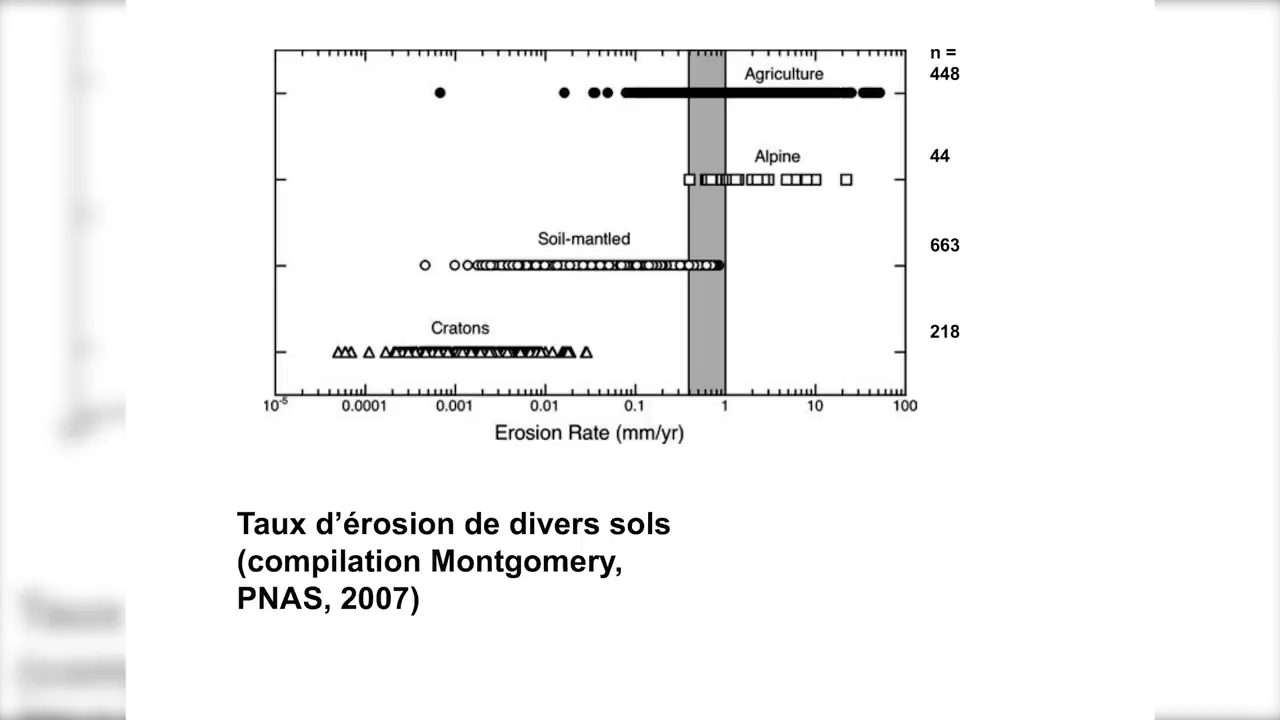 n =
Agriculture
448
Alpine
44
Soil-mantled
663
Cratons
218
10-5 0.0001 0.001 0.01 0.1 1 10 100
Erosion Rate (mm/yr)
Taux d’érosion de divers sols
(compilation Montgomery,
PNAS, 2007)